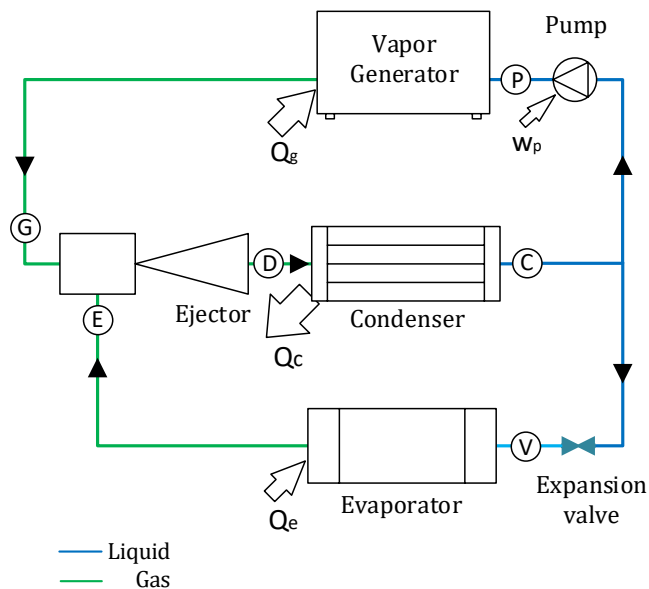 Pump
Vapor
Generator
P
Qg
wp
G
D
C
Ejector
Condenser
E
Qc
V
Qe
Evaporator
Expansion
valve
Liquid
Gas